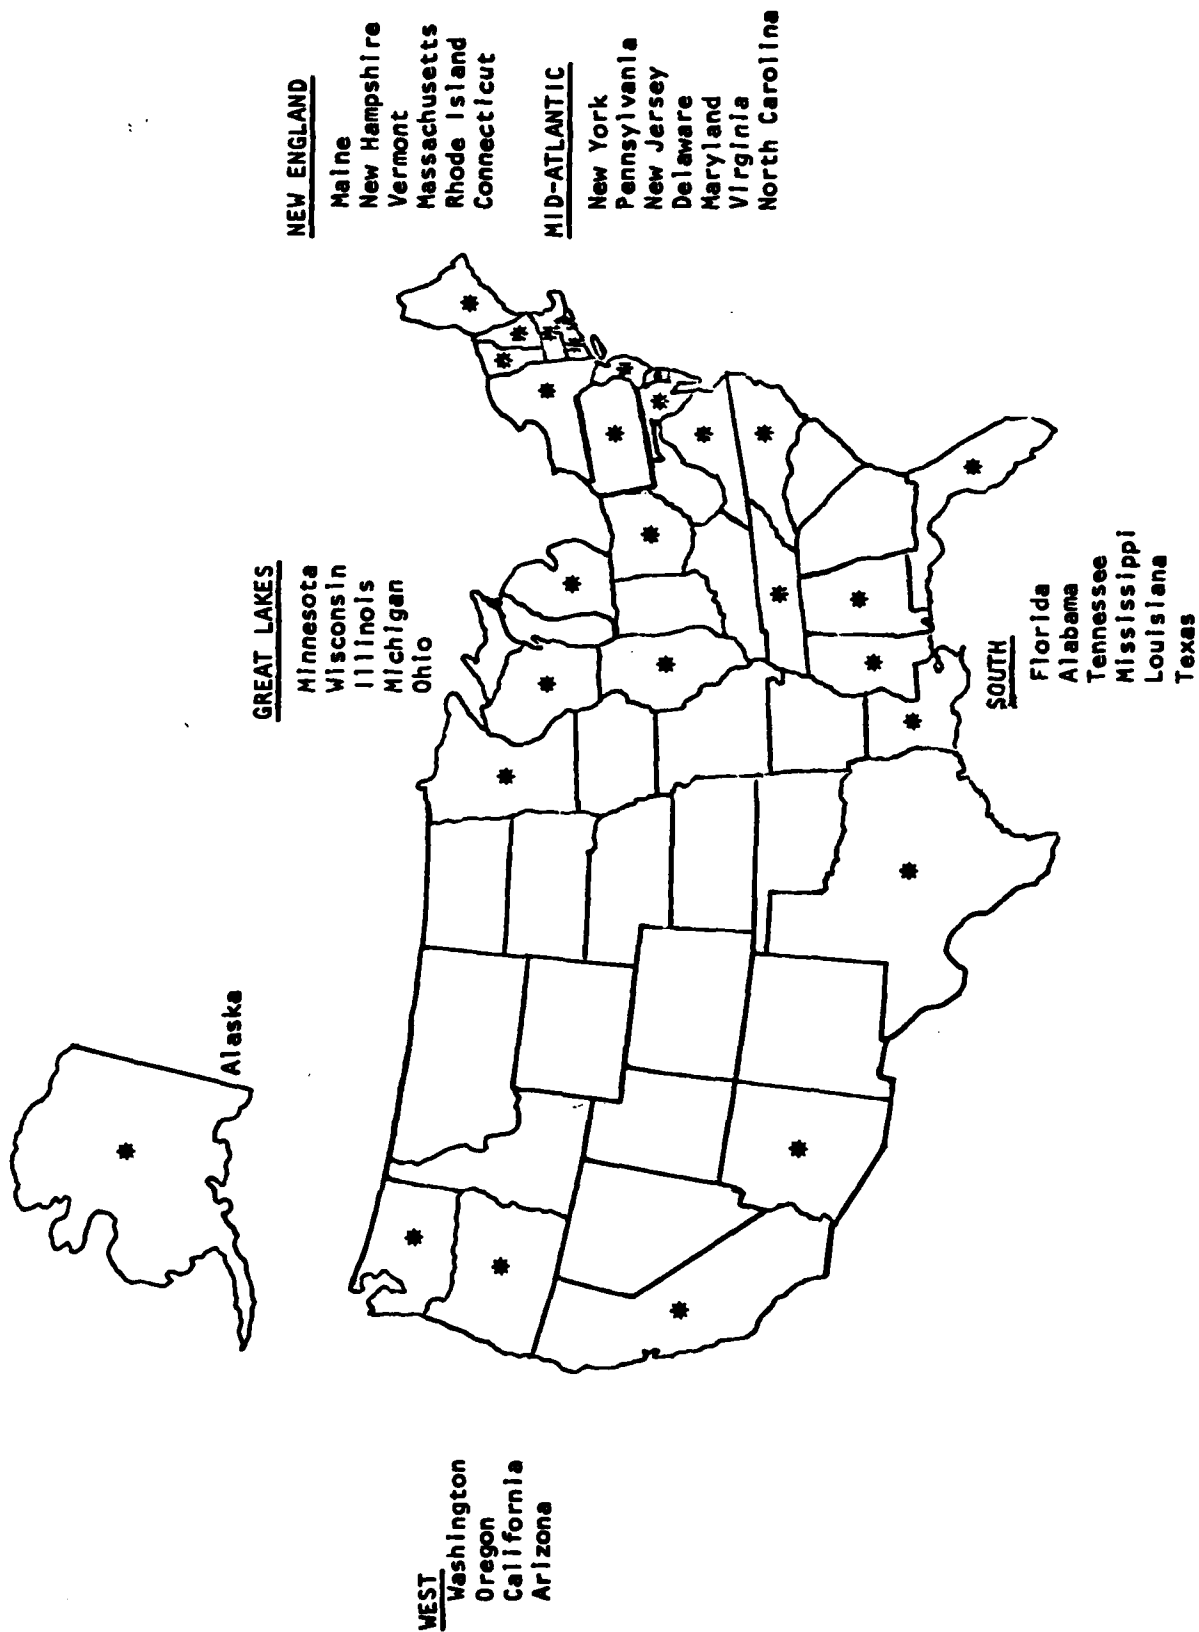 Alaska
WEST
Washington
Oregon
California
Arizona
GREAT LAKES
Minnesota
Wisconsin
Illinois
Michigan
Ohio
NEW ENGLAND
Maine
New Hampshire
Vermont
Massachusetts
Rhode Island
Connecticut
MID-ATLANTIC
New York
Pennsylvania
New Jersey
Delaware
Maryland
Virginia
North Carolina
SOUTH
Florida
Alabama
Tennessee
Mississippi
Louisiana
Texas